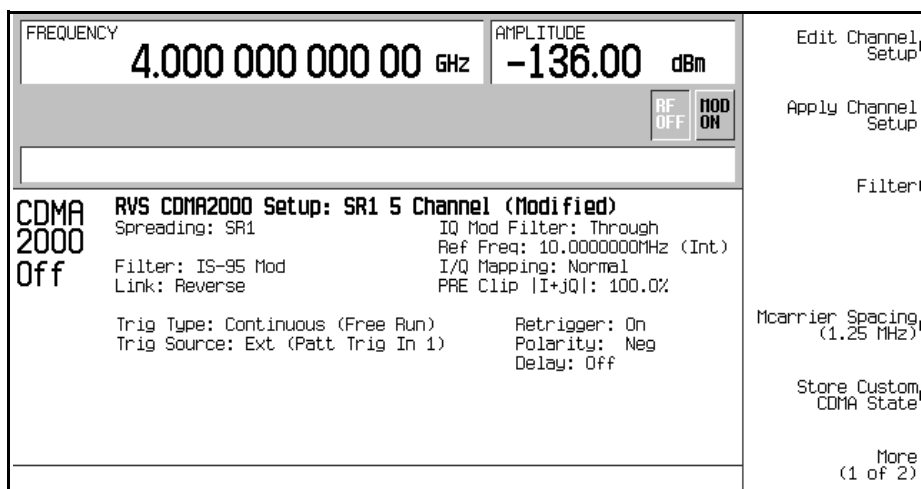 FREQUENCY
4.000 000 000 00 GHz
AMPLITUDE
-136.00 dBm
RF OFF
MOD ON
CDMA 2000 Off
RVS CDMA2000 Setup: SR1 5 Channel (Modified)
Spreading: SR1
IQ Mod Filter: Through
Ref Freq: 10.0000000MHz (Int)
Filter: IS-95 Mod
I/Q Mapping: Normal
Link: Reverse
PRE Clip |I+jQ|: 100.0%
Trig Type: Continuous (Free Run)
Retrigger: On
Trig Source: Ext (Patt Trig In 1)
Polarity: Neg
Delay: Off
Edit Channel
Setup
Apply Channel
Setup
Filter
Mcarrier Spacing
(1.25 MHz)
Store Custom
CDMA State
More
(1 of 2)